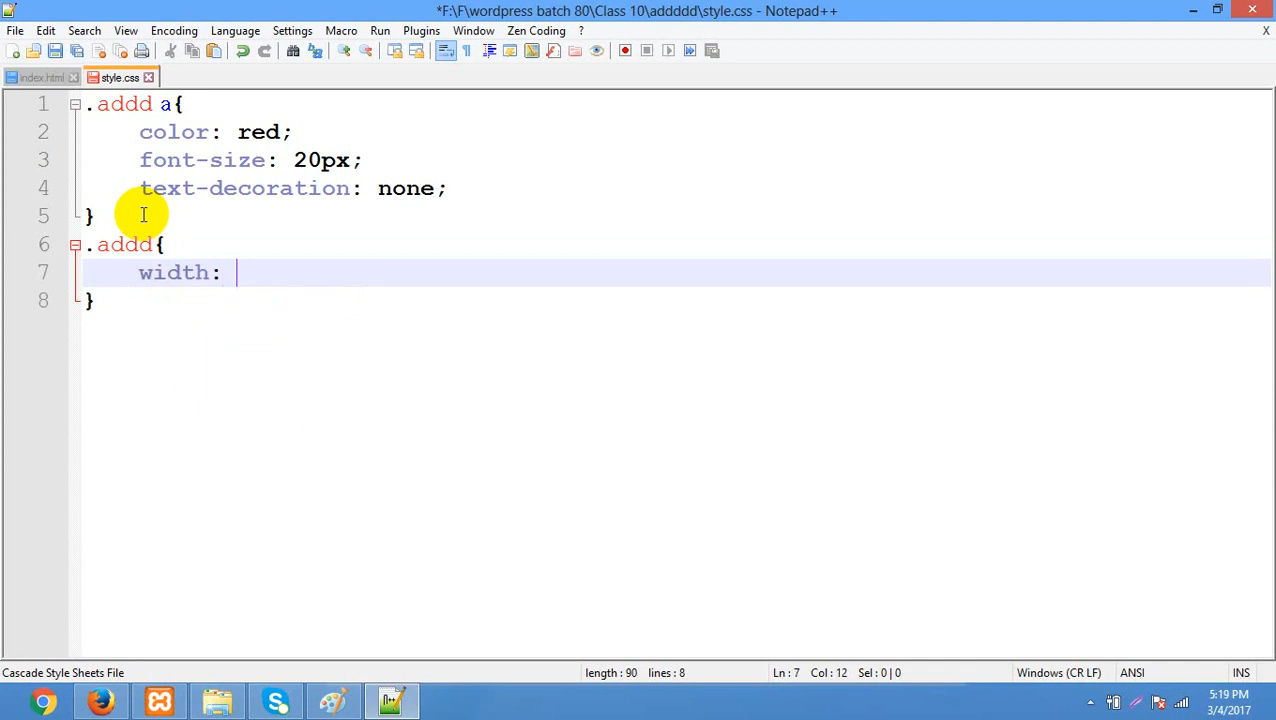 *F:\F\wordpress batch 80\Class 10\addddd\style.css - Notepad++
File Edit Search View Encoding Language Settings Macro Run Plugins Window Zen Coding ? X
index.html style.css
1 .addd a{
2 color: red;
3 font-size: 20px;
4 text-decoration: none;
5 }
6 .addd{
7 width:
8 }
Cascade Style Sheets File length : 90 lines : 8 Ln : 7 Col : 12 Sel : 0 | 0 Windows (CR LF) ANSI INS
5:19 PM
3/4/2017